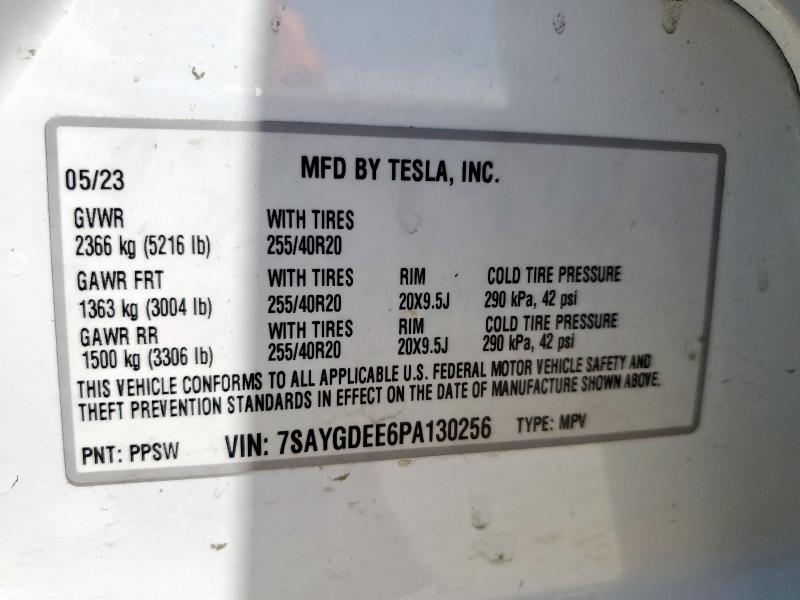 05/23 MFD BY TESLA, INC.
GVWR WITH TIRES
2366 kg (5216 lb) 255/40R20
GAWR FRT WITH TIRES RIM COLD TIRE PRESSURE
1363 kg (3004 lb) 255/40R20 20X9.5J 290 kPa, 42 psi
GAWR RR WITH TIRES RIM COLD TIRE PRESSURE
1500 kg (3306 lb) 255/40R20 20X9.5J 290 kPa, 42 psi
THIS VEHICLE CONFORMS TO ALL APPLICABLE U.S. FEDERAL MOTOR VEHICLE SAFETY AND
THEFT PREVENTION STANDARDS IN EFFECT ON THE DATE OF MANUFACTURE SHOWN ABOVE.
PNT: PPSW VIN: 7SAYGDEE6PA130256 TYPE: MPV